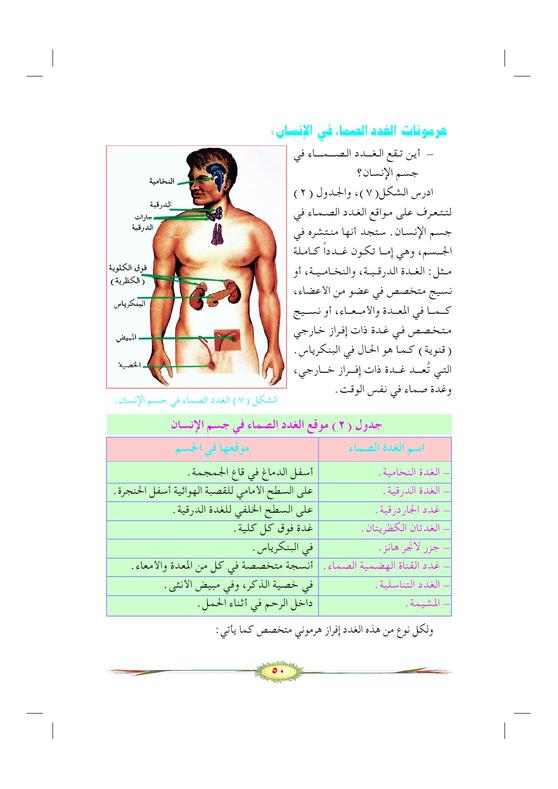 هرمونات الغدد الصماء في الإنسان :
– أين تقع الغدد الصماء في
جسم الإنسان؟
ادرس الشكل(٧)، والجدول (٢)
لتتعرف على مواقع الغدد الصماء في
جسم الإنسان. ستجد أنها منتشره في
الجسم، وهي إما تكون غدداً كاملة
مثل: الغدة الدرقية، والنخامية، أو
نسيج متخصص في عضو من الأعضاء،
كما في المعدة والأمعاء، أو نسيج
متخصص في غدة ذات إفراز خارجي
(قنوية) كما هو الحال في البنكرياس.
التي تُعد غدة ذات إفراز خارجي،
وغدة صماء في نفس الوقت.
النخامية
الدرقية
جارات
الدرقية
فوق الكلوية
(الكظرية)
البنكرياس
المبيض
الخصية
الشكل (٧) الغدد الصماء في جسم الإنسان.
جدول (٢) موقع الغدد الصماء في جسم الإنسان
اسم الغدة الصماء موقعها في الجسم
– الغدة النخامية. أسفل الدماغ في قاع الجمجمة.
– الغدة الدرقية. على السطح الأمامي للقصبة الهوائية أسفل الحنجرة.
– غدد الجاردرقية. على السطح الخلفي للغدة الدرقية.
– الغدتان الكظريتان. غدة فوق كل كلية.
– جزر لانجر هانز. في البنكرياس.
– غدد القناة الهضمية الصماء. أنسجة متخصصة في كل من المعدة والأمعاء.
– الغدد التناسلية. في خصية الذكر، وفي مبيض الأنثى.
– المشيمة. داخل الرحم في أثناء الحمل.
ولكل نوع من هذه الغدد إفراز هرموني متخصص كما يأتي:
٥٠